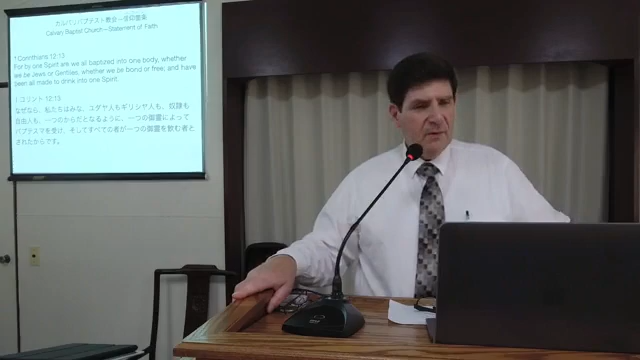 カルバリバプテスト教会ー信仰箇条
Calvary Baptist Church—Statement of Faith
I Corinthians 12:13
For by one Spirit are we all baptized into one body, whether
we be Jews or Gentiles, whether we be bond or free; and have
been all made to drink into one Spirit.
I コリント 12:13
なぜなら、私たちはみな、ユダヤ人もギリシヤ人も、奴隷も
自由人も、一つのからだとなるように、一つの御霊によって
バプテスマを受け、そしてすべての者が一つの御霊を飲む者と
されたからです。